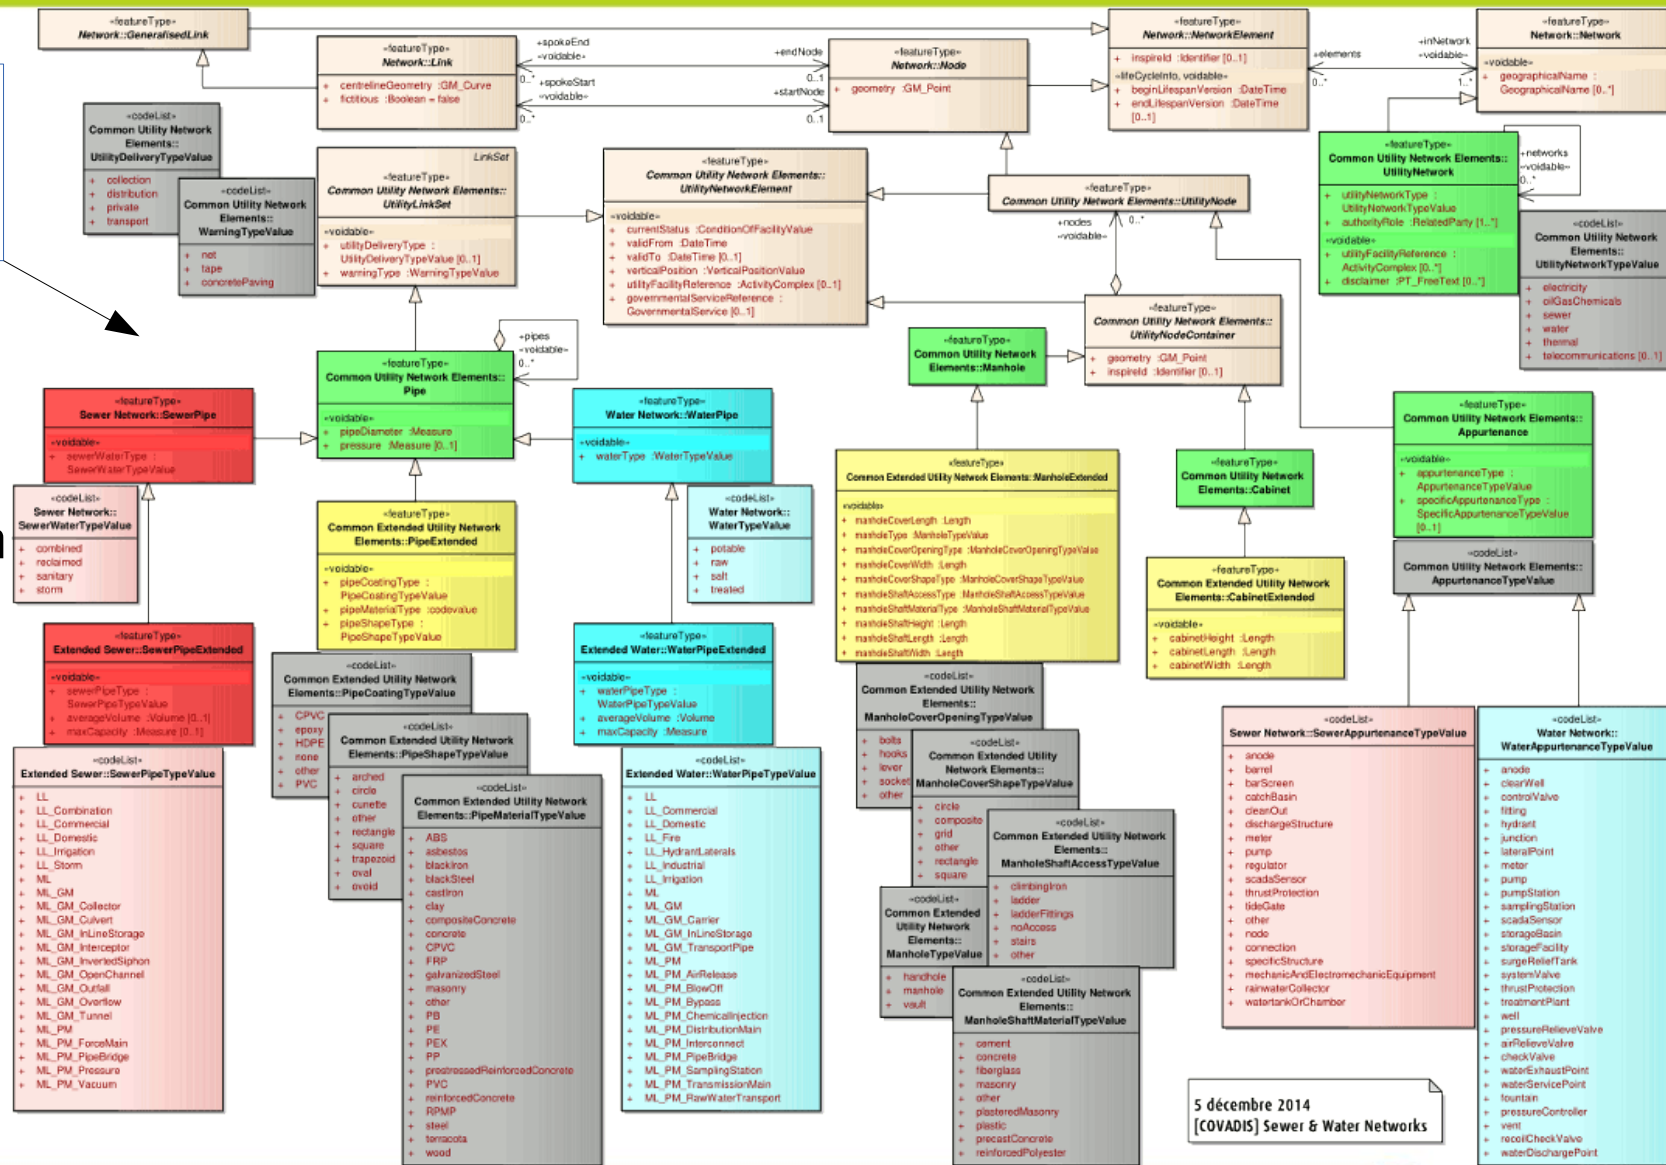 «featureType»
Network::GeneralisedLink
«featureType»
Network::Link
+ centrelineGeometry :GM_Curve
+ fictitious :Boolean = false
+spokeEnd
«voidable»
0..*
+spokeStart
«voidable»
0..*
+endNode
0..1
+startNode
0..1
«featureType»
Network::Node
+ geometry :GM_Point
«featureType»
Network::NetworkElement
+ inspireId :Identifier [0..1]
«lifeCycleInfo, voidable»
+ beginLifespanVersion :DateTime
+ endLifespanVersion :DateTime
[0..1]
+elements
0..*
+inNetwork
«voidable»
1..*
«featureType»
Network::Network
«voidable»
+ geographicalName :
GeographicalName [0..*]
«codeList»
Common Utility Network
Elements::
UtilityDeliveryTypeValue
+ collection
+ distribution
+ private
+ transport
«codeList»
Common Utility Network
Elements::
WarningTypeValue
+ net
+ tape
+ concretePaving
LinkSet
«featureType»
Common Utility Network Elements::
UtilityLinkSet
«voidable»
+ utilityDeliveryType :
UtilityDeliveryTypeValue [0..1]
+ warningType :WarningTypeValue
«featureType»
Common Utility Network Elements::
UtilityNetworkElement
«voidable»
+ currentStatus :ConditionOfFacilityValue
+ validFrom :DateTime
+ validTo :DateTime [0..1]
+ verticalPosition :VerticalPositionValue
+ utilityFacilityReference :ActivityComplex [0..1]
+ governmentalServiceReference :
GovernmentalService [0..1]
«featureType»
Common Utility Network Elements::UtilityNode
+nodes
«voidable»
0..*
«featureType»
Common Utility Network Elements::
UtilityNetwork
+ utilityNetworkType :
UtilityNetworkTypeValue
+ authorityRole :RelatedParty [1..*]
«voidable»
+ utilityFacilityReference :
ActivityComplex [0..*]
+ disclaimer :PT_FreeText [0..*]
+networks
«voidable»
0..*
«codeList»
Common Utility Network
Elements::
UtilityNetworkTypeValue
+ electricity
+ oilGasChemicals
+ sewer
+ water
+ thermal
+ telecommunications [0..1]
«featureType»
Common Utility Network Elements::
UtilityNodeContainer
+ geometry :GM_Point
+ inspireId :Identifier [0..1]
«featureType»
Common Utility Network
Elements::Manhole
+pipes
«voidable»
0..*
«featureType»
Common Utility Network Elements::
Pipe
«voidable»
+ pipeDiameter :Measure
+ pressure :Measure [0..1]
«featureType»
Sewer Network::SewerPipe
«voidable»
+ sewerWaterType :
SewerWaterTypeValue
«featureType»
Water Network::WaterPipe
«voidable»
+ waterType :WaterTypeValue
«codeList»
Sewer Network::
SewerWaterTypeValue
+ combined
+ reclaimed
+ sanitary
+ storm
n
«featureType»
Common Extended Utility Network
Elements::PipeExtended
«voidable»
+ pipeCoatingType :
PipeCoatingTypeValue
+ pipeMaterialType :codevalue
+ pipeShapeType :
PipeShapeTypeValue
«codeList»
Water Network::
WaterTypeValue
+ potable
+ raw
+ salt
+ treated
«featureType»
Common Extended Utility Network Elements::ManholeExtended
«voidable»
+ manholeCoverLength :Length
+ manholeType :ManholeTypeValue
+ manholeCoverOpeningType :ManholeCoverOpeningTypeValue
+ manholeCoverWidth :Length
+ manholeCoverShapeType :ManholeCoverShapeTypeValue
+ manholeShaftAccessType :ManholeShaftAccessTypeValue
+ manholeShaftMaterialType :ManholeShaftMaterialTypeValue
+ manholeShaftHeight :Length
+ manholeShaftLength :Length
+ manholeShaftWidth :Length
«featureType»
Common Utility Network
Elements::Cabinet
«featureType»
Common Utility Network Elements::
Appurtenance
«voidable»
+ appurtenanceType :
AppurtenanceTypeValue
+ specificAppurtenanceType :
SpecificAppurtenanceTypeValue
[0..1]
«codeList»
Common Utility Network Elements::
AppurtenanceTypeValue
«featureType»
Common Extended Utility Network
Elements::CabinetExtended
«voidable»
+ cabinetHeight :Length
+ cabinetLength :Length
+ cabinetWidth :Length
«featureType»
Extended Sewer::SewerPipeExtended
«voidable»
+ sewerPipeType :
SewerPipeTypeValue
+ averageVolume :Volume [0..1]
+ maxCapacity :Measure [0..1]
«featureType»
Extended Water::WaterPipeExtended
«voidable»
+ waterPipeType :
WaterPipeTypeValue
+ averageVolume :Volume
+ maxCapacity :Measure
«codeList»
Extended Sewer::SewerPipeTypeValue
+ LL
+ LL_Combination
+ LL_Commercial
+ LL_Domestic
+ LL_Irrigation
+ LL_Storm
+ ML
+ ML_GM
+ ML_GM_Collector
+ ML_GM_Culvert
+ ML_GM_InLineStorage
+ ML_GM_Interceptor
+ ML_GM_InvertedSiphon
+ ML_GM_OpenChannel
+ ML_GM_Outfall
+ ML_GM_Overflow
+ ML_GM_Tunnel
+ ML_PM
+ ML_PM_ForceMain
+ ML_PM_PipeBridge
+ ML_PM_Pressure
+ ML_PM_Vacuum
«codeList»
Common Extended Utility Network
Elements::PipeCoatingTypeValue
+ CPVC
+ epoxy
+ HDPE
+ none
+ other
+ PVC
«codeList»
Common Extended Utility Network
Elements::PipeShapeTypeValue
+ arched
+ circle
+ cunette
+ other
+ rectangle
+ square
+ trapezoid
+ oval
+ ovoid
«codeList»
Common Extended Utility Network
Elements::PipeMaterialTypeValue
+ ABS
+ asbestos
+ blackIron
+ blackSteel
+ castIron
+ clay
+ compositeConcrete
+ concrete
+ CPVC
+ FRP
+ galvanizedSteel
+ masonry
+ other
+ PB
+ PE
+ PEX
+ PP
+ prestressedReinforcedConcrete
+ PVC
+ reinforcedConcrete
+ RPMP
+ steel
+ terracota
+ wood
«codeList»
Extended Water::WaterPipeTypeValue
+ LL
+ LL_Commercial
+ LL_Domestic
+ LL_Fire
+ LL_HydrantLaterals
+ LL_Industrial
+ LL_Irrigation
+ ML
+ ML_GM
+ ML_GM_Carrier
+ ML_GM_InLineStorage
+ ML_GM_TransportPipe
+ ML_PM
+ ML_PM_AirRelease
+ ML_PM_BlowOff
+ ML_PM_Bypass
+ ML_PM_ChemicalInjection
+ ML_PM_DistributionMain
+ ML_PM_Interconnect
+ ML_PM_PipeBridge
+ ML_PM_SamplingStation
+ ML_PM_TransmissionMain
+ ML_PM_RawWaterTransport
«codeList»
Common Extended Utility Network
Elements::
ManholeCoverOpeningTypeValue
+ bolts
+ hooks
+ lever
+ socket
+ other
«codeList»
Common Extended Utility
Network Elements::
ManholeCoverShapeTypeValue
+ circle
+ composite
+ grid
+ other
+ rectangle
+ square
«codeList»
Common Extended Utility Network
Elements::
ManholeShaftAccessTypeValue
+ climbingIron
+ ladder
+ ladderFittings
+ noAccess
+ stairs
+ other
«codeList»
Common Extended
Utility Network
Elements::
ManholeTypeValue
+ handhole
+ manhole
+ vault
«codeList»
Common Extended Utility Network
Elements::
ManholeShaftMaterialTypeValue
+ cement
+ concrete
+ fiberglass
+ masonry
+ other
+ plasteredMasonry
+ plastic
+ precastConcrete
+ reinforcedPolyester
«codeList»
Sewer Network::SewerAppurtenanceTypeValue
+ anode
+ barrel
+ barScreen
+ catchBasin
+ cleanOut
+ dischargeStructure
+ meter
+ pump
+ regulator
+ scadaSensor
+ thrustProtection
+ tideGate
+ other
+ node
+ connection
+ specificStructure
+ mechanicAndElectromechanicEquipment
+ rainwaterCollector
+ watertankOrChamber
«codeList»
Water Network::
WaterAppurtenanceTypeValue
+ anode
+ clearWell
+ controlValve
+ fitting
+ hydrant
+ junction
+ lateralPoint
+ meter
+ pump
+ pumpStation
+ samplingStation
+ scadaSensor
+ storageBasin
+ storageFacility
+ surgeReliefTank
+ systemValve
+ thrustProtection
+ treatmentPlant
+ well
+ pressureRelieveValve
+ airRelieveValve
+ checkValve
+ waterExhaustPoint
+ waterServicePoint
+ fountain
+ pressureController
+ vent
+ recoilCheckValve
+ waterDischargePoint
5 décembre 2014
[COVADIS] Sewer & Water Networks